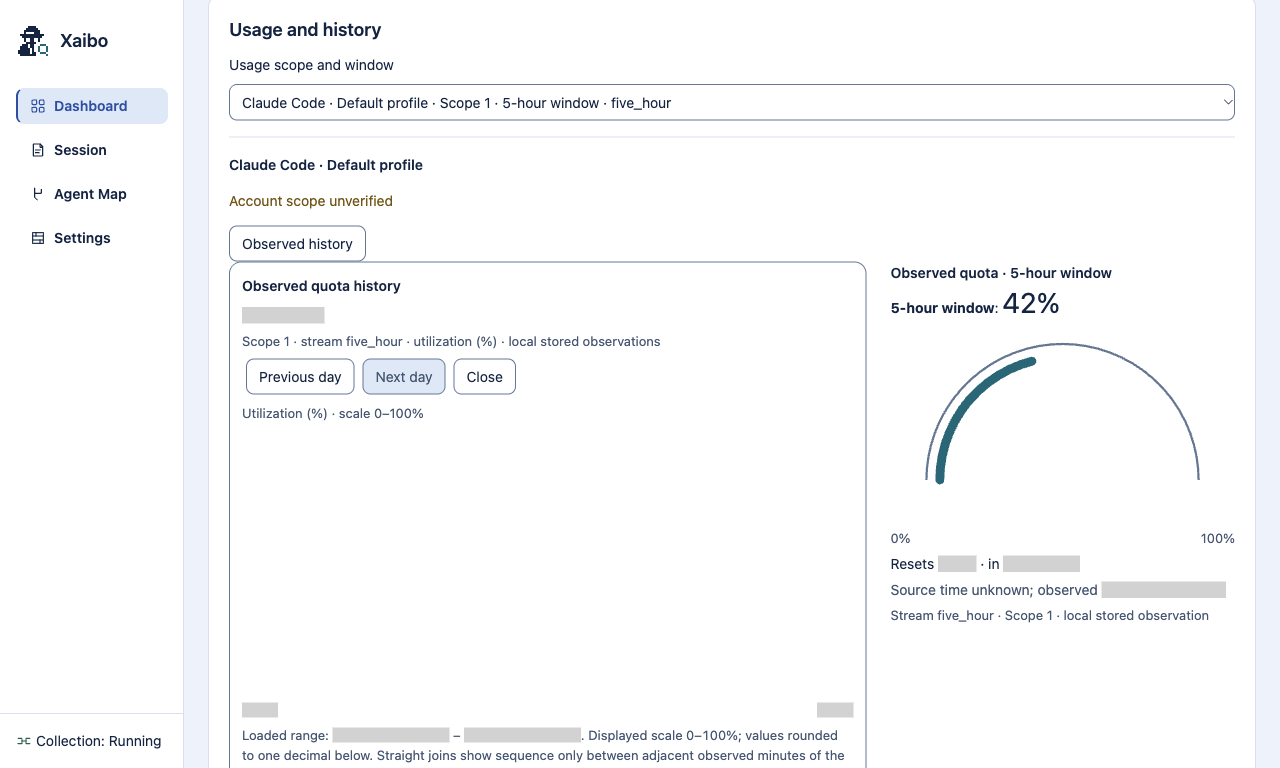 Xaibo
Dashboard
Session
Agent Map
Settings
Collection: Running
Usage and history
Usage scope and window
Claude Code · Default profile · Scope 1 · 5-hour window · five_hour
Claude Code · Default profile
Account scope unverified
Observed history
Observed quota history
Scope 1 · stream five_hour · utilization (%) · local stored observations
Previous day
Next day
Close
Utilization (%) · scale 0–100%
Loaded range: – . Displayed scale 0–100%; values rounded
to one decimal below. Straight joins show sequence only between adjacent observed minutes of the
Observed quota · 5-hour window
5-hour window: 42%
0%
100%
Resets · in
Source time unknown; observed
Stream five_hour · Scope 1 · local stored observation